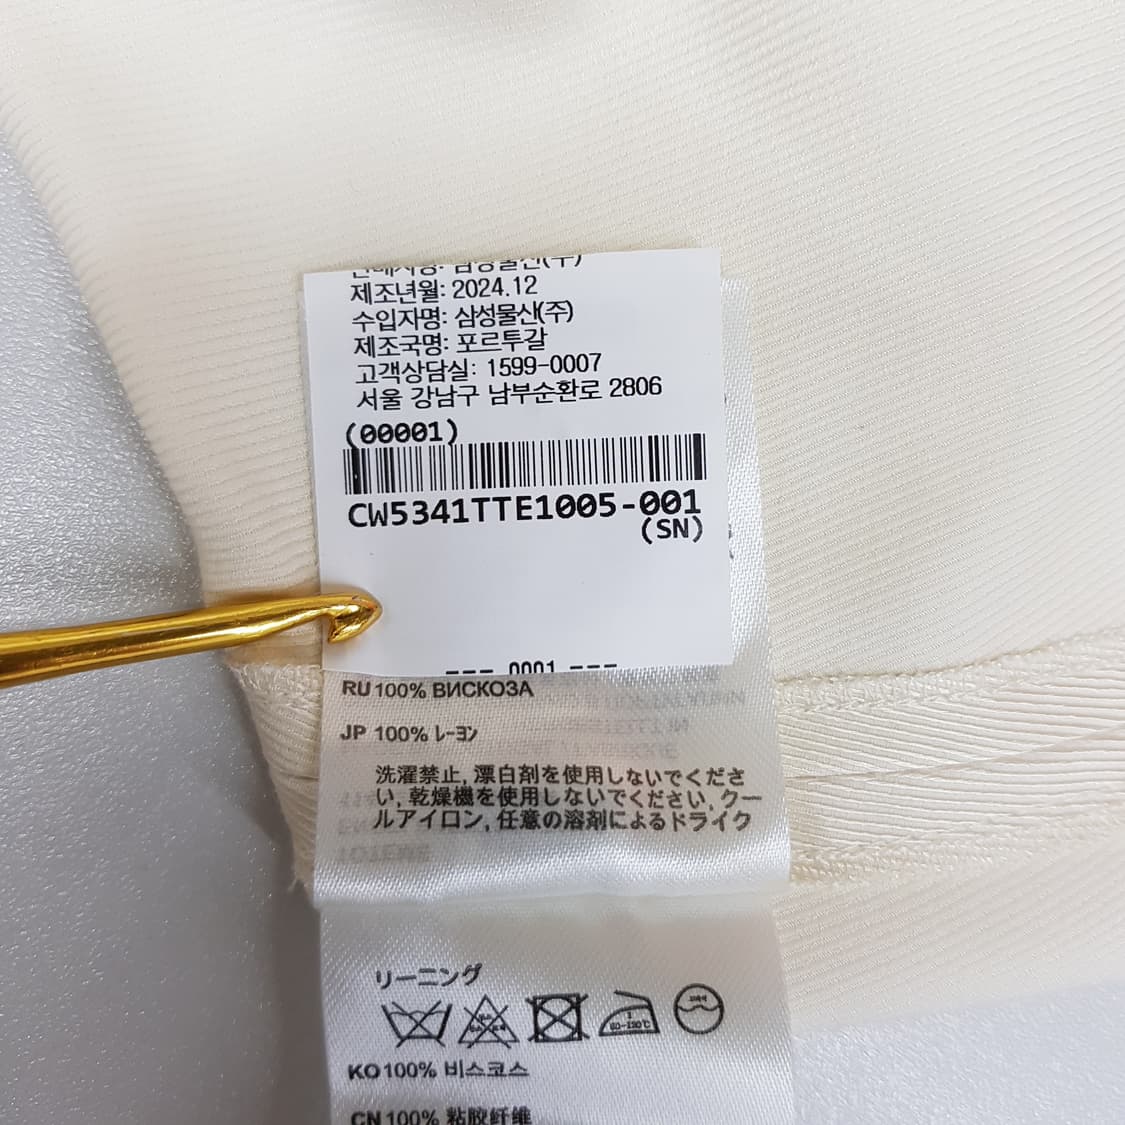 제조년월: 2024.12
수입자명: 삼성물산(주)
제조국명: 포르투갈
고객상담실: 1599-0007
서울 강남구 남부순환로 2806
(00001)
CW5341TTE1005-001
(SN)
--- 0001 ---
RU 100% ВИСКОЗА
JP 100% レーヨン
洗濯禁止, 漂白剤を使用しないでくださ
い, 乾燥機を使用しないでください, クー
ルアイロン, 任意の溶剤によるドライク
リーニング
KO 100% 비스코스
CN 100% 粘胶纤维